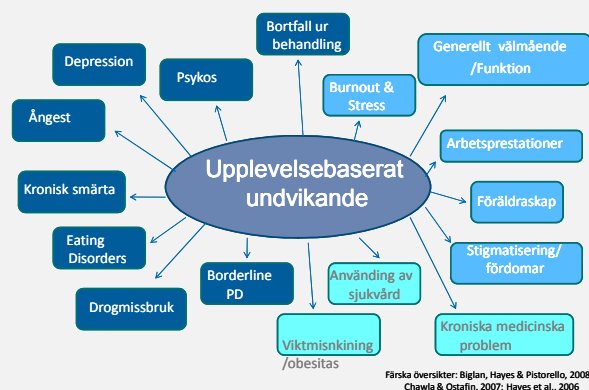 Bortfall ur
behandling
Depression
Psykos
Generellt välmående
/Funktion
Burnout &
Stress
Ångest
Arbetsprestationer
Upplevelsebaserat
undvikande
Kronisk smärta
Föräldraskap
Eating
Disorders
Stigmatisering/
fördomar
Borderline
PD
Använding av
sjukvård
Drogmissbruk
Viktmisnkining
/obesitas
Kroniska medicinska
problem
Färska översikter: Biglan, Hayes & Pistorello, 2008
Chawla & Ostafin, 2007; Hayes et al., 2006